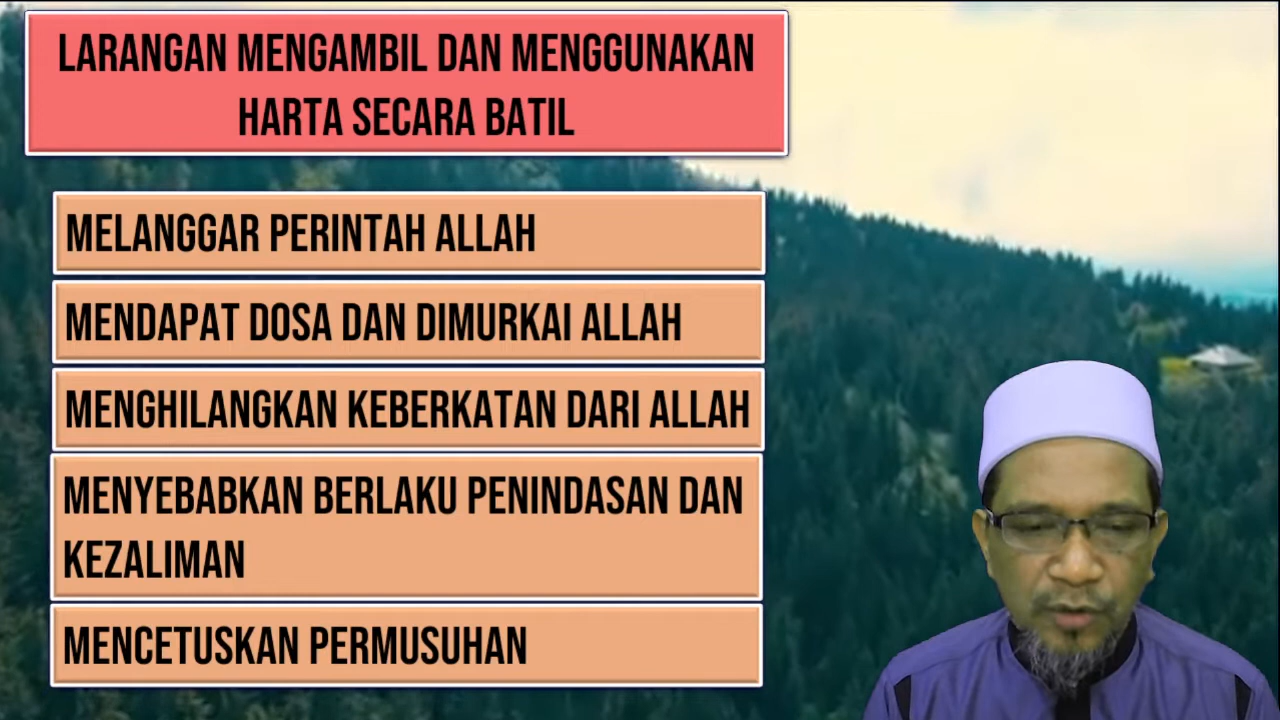 LARANGAN MENGAMBIL DAN MENGGUNAKAN
HARTA SECARA BATIL
MELANGGAR PERINTAH ALLAH
MENDAPAT DOSA DAN DIMURKAI ALLAH
MENGHILANGKAN KEBERKATAN DARI ALLAH
MENYEBABKAN BERLAKU PENINDASAN DAN
KEZALIMAN
MENCETUSKAN PERMUSUHAN